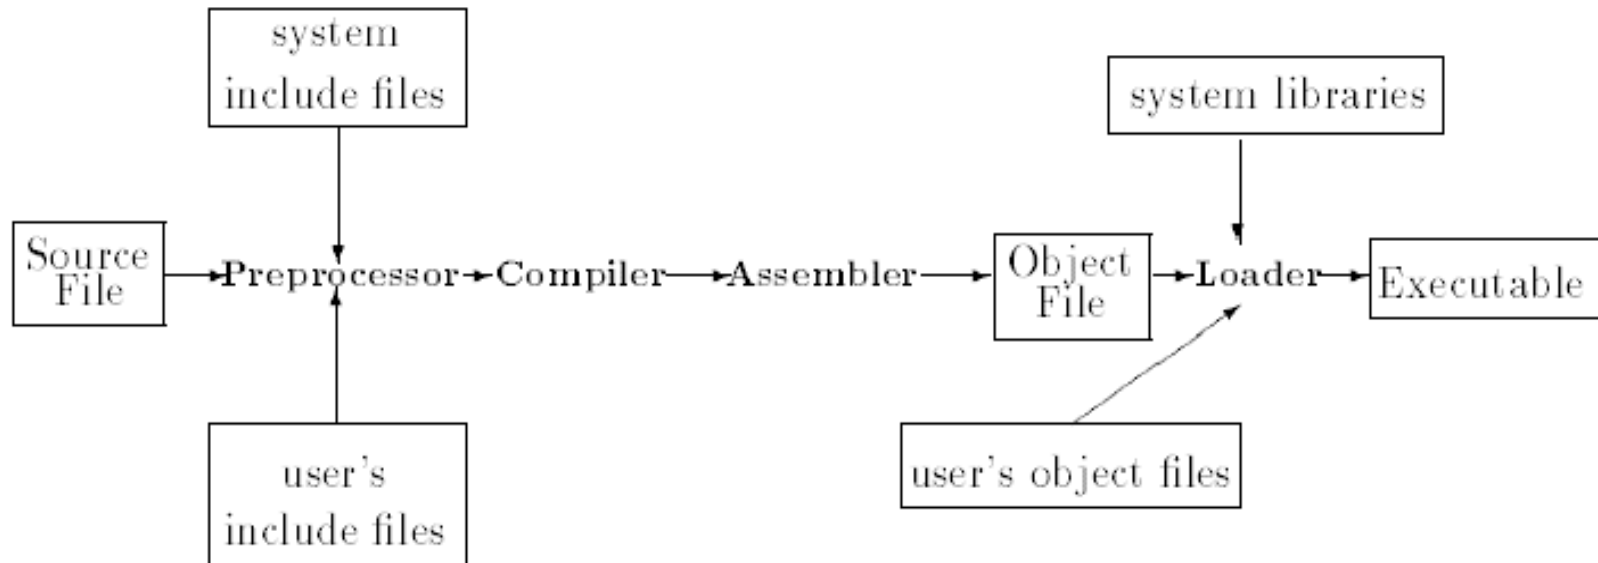 system
include files
system libraries
Source
File
Preprocessor
Compiler
Assembler
Object
File
Loader
Executable
user's
include files
user's object files